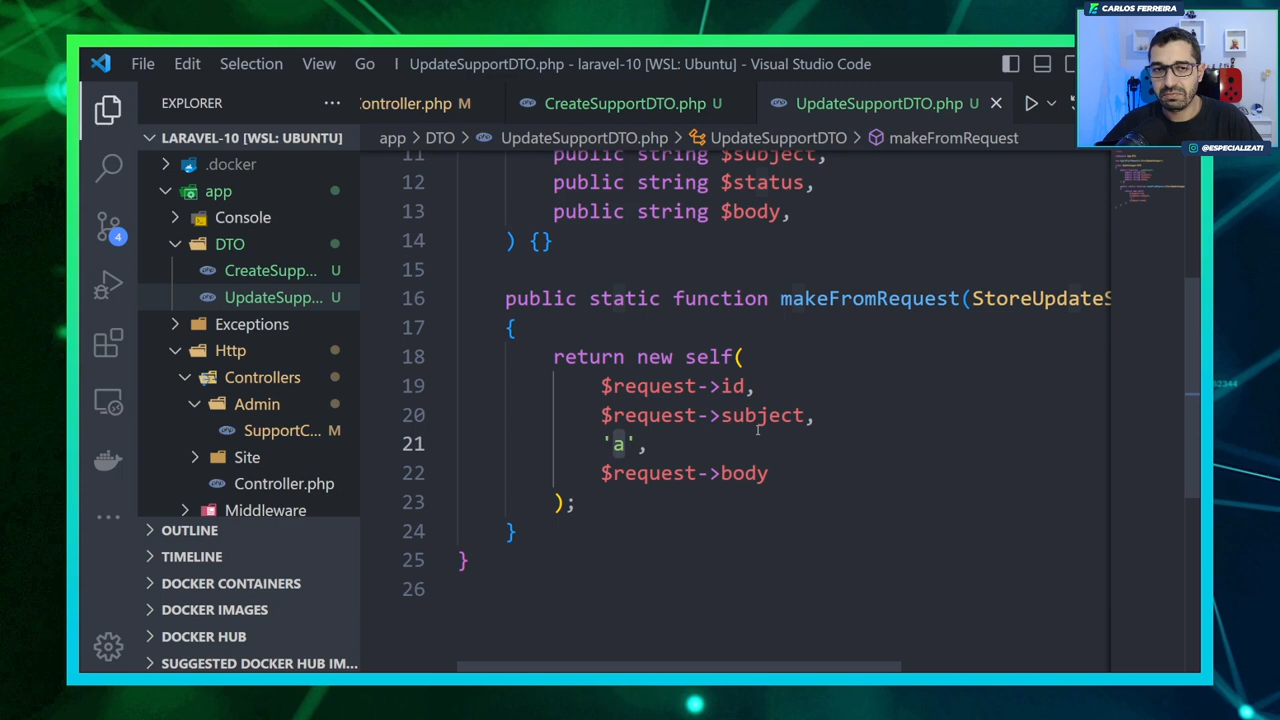 CARLOS FERREIRA
@ESPECIALIZATI
File Edit Selection View Go UpdateSupportDTO.php - laravel-10 [WSL: Ubuntu] - Visual Studio Code
EXPLORER ...
Controller.php M CreateSupportDTO.php U UpdateSupportDTO.php U
LARAVEL-10 [WSL: UBUNTU]
app > DTO > UpdateSupportDTO.php > UpdateSupportDTO > makeFromRequest
.docker
app
Console
DTO
CreateSupp... U
UpdateSupp... U
Exceptions
Http
Controllers
Admin
SupportC... M
Site
Controller.php
Middleware
OUTLINE
TIMELINE
DOCKER CONTAINERS
DOCKER IMAGES
DOCKER HUB
SUGGESTED DOCKER HUB IM...
4
11 public string $subject,
12 public string $status,
13 public string $body,
14 ) {}
15
16 public static function makeFromRequest(StoreUpdateS
17 {
18 return new self(
19 $request->id,
20 $request->subject,
21 'a',
22 $request->body
23 );
24 }
25 }
26